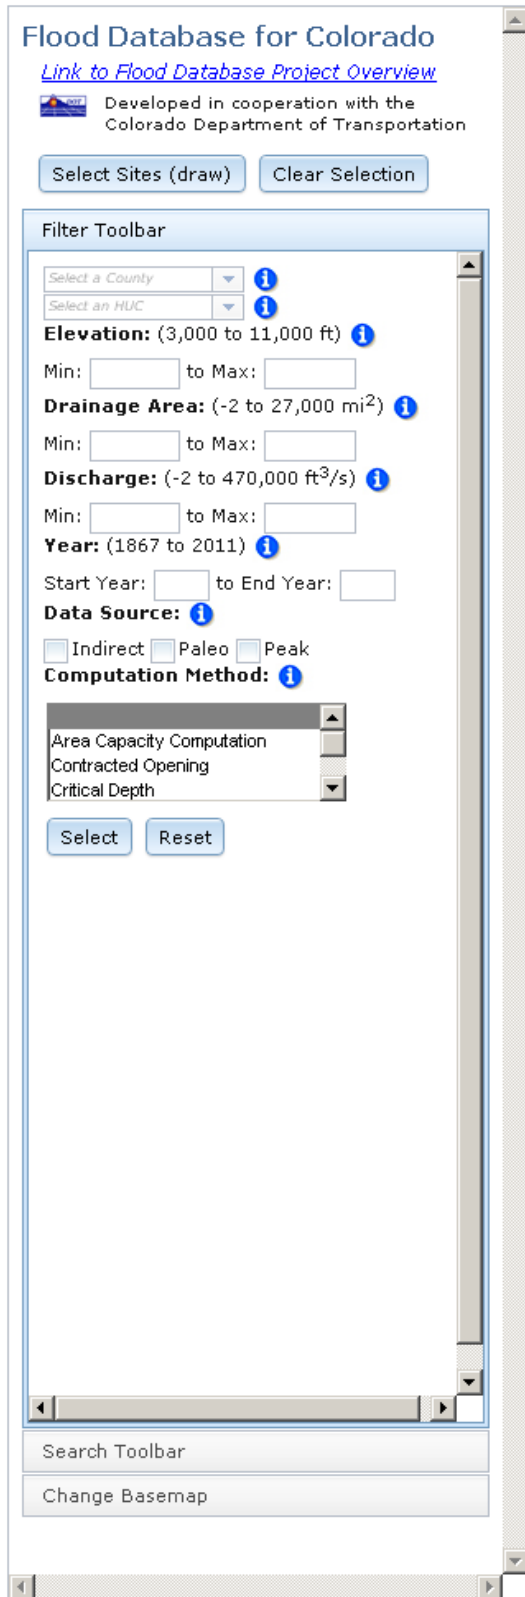 Flood Database for Colorado
Link to Flood Database Project Overview
DOT
Developed in cooperation with the
Colorado Department of Transportation
Select Sites (draw) Clear Selection
Filter Toolbar
Select a County
Select an HUC
Elevation: (3,000 to 11,000 ft)
Min: to Max:
Drainage Area: (-2 to 27,000 mi²)
Min: to Max:
Discharge: (-2 to 470,000 ft³/s)
Min: to Max:
Year: (1867 to 2011)
Start Year: to End Year:
Data Source:
Indirect Paleo Peak
Computation Method:
Area Capacity Computation
Contracted Opening
Critical Depth
Select Reset
Search Toolbar
Change Basemap